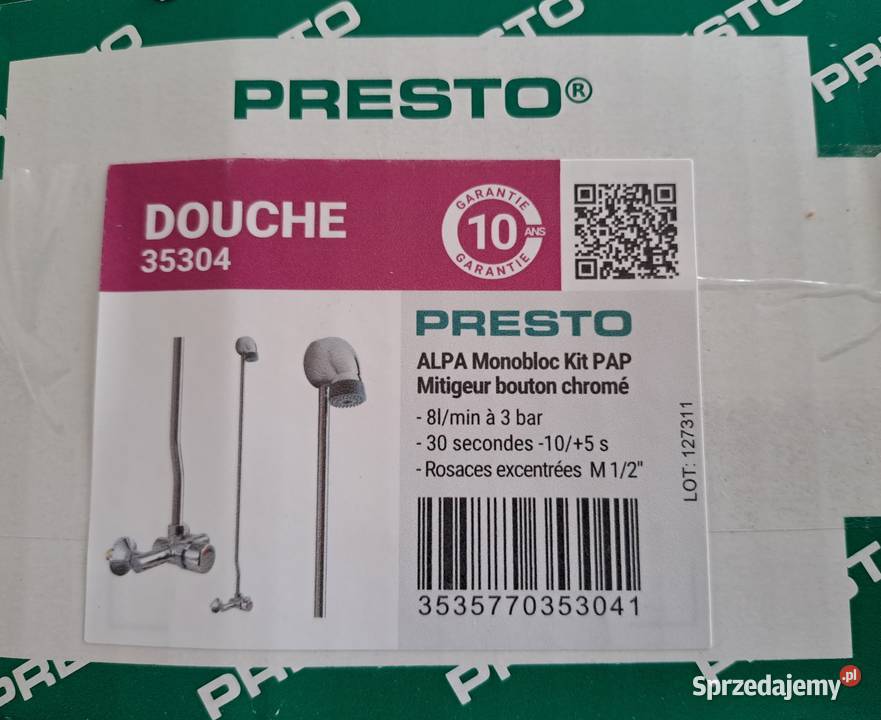 PRESTO®
DOUCHE
35304
GARANTIE
10 ANS
GARANTIE
PRESTO
ALPA Monobloc Kit PAP
Mitigeur bouton chromé
- 8l/min à 3 bar
- 30 secondes -10/+5 s
- Rosaces excentrées M 1/2"
LOT: 127311
3535770353041
PRESTO
Sprzedajemy.pl